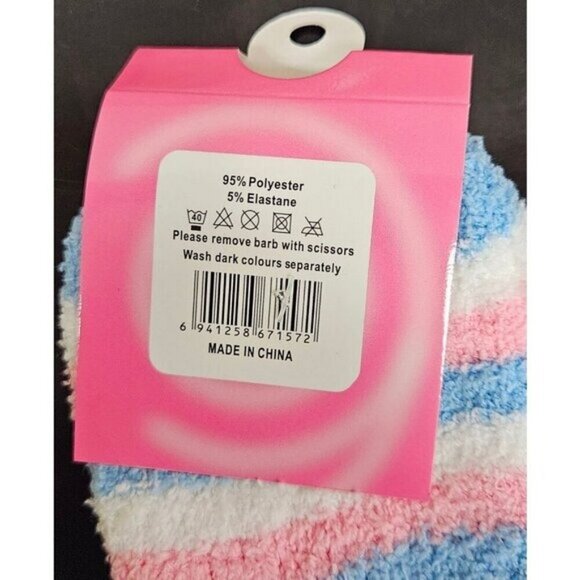 95% Polyester
5% Elastane
40
Please remove barb with scissors
Wash dark colours separately
6 941258 671572
MADE IN CHINA